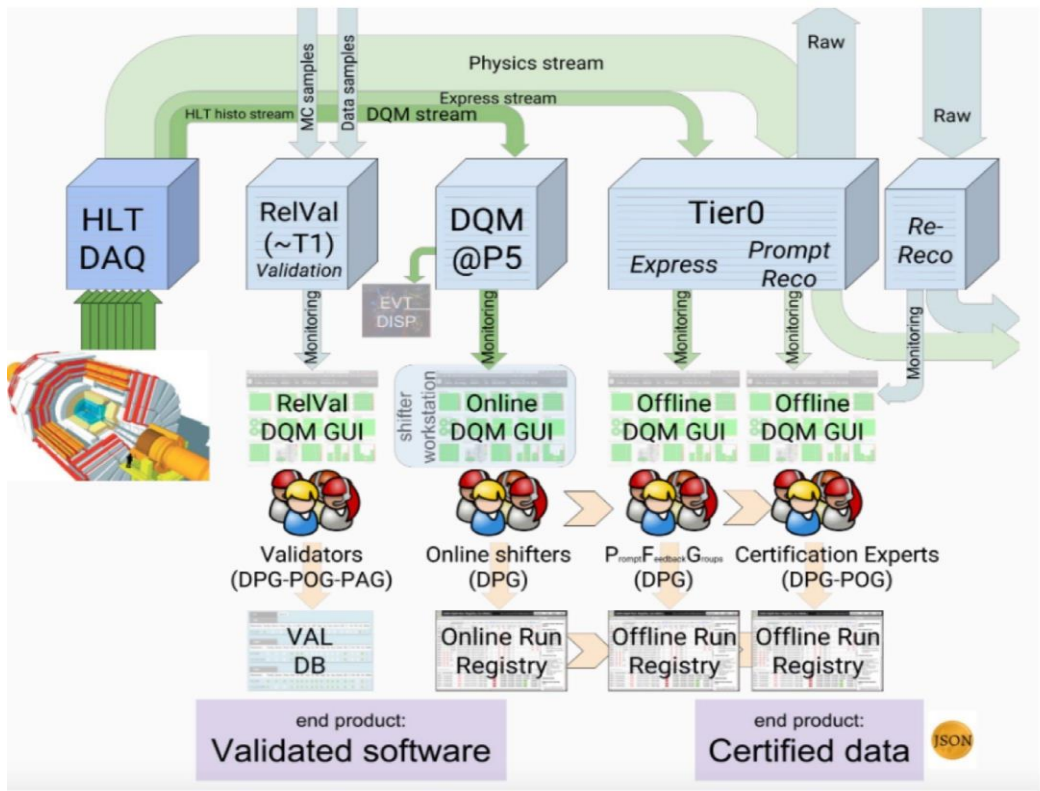 Raw
Physics stream
MC samples
Data samples
Express stream
HLT histo stream
DQM stream
Raw
HLT
DAQ
RelVal
(~T1)
Validation
DQM
@P5
Tier0
Express
Prompt
Reco
Re-
Reco
EVT
DISP
Monitoring
Monitoring
Monitoring
Monitoring
Monitoring
RelVal
DQM GUI
shifter
workstation
Online
DQM GUI
Offline
DQM GUI
Offline
DQM GUI
Validators
(DPG-POG-PAG)
Online shifters
(DPG)
PromptFeedbackGroups
(DPG)
Certification Experts
(DPG-POG)
VAL
DB
Online Run
Registry
Offline Run
Registry
Offline Run
Registry
end product:
Validated software
end product:
Certified data
JSON